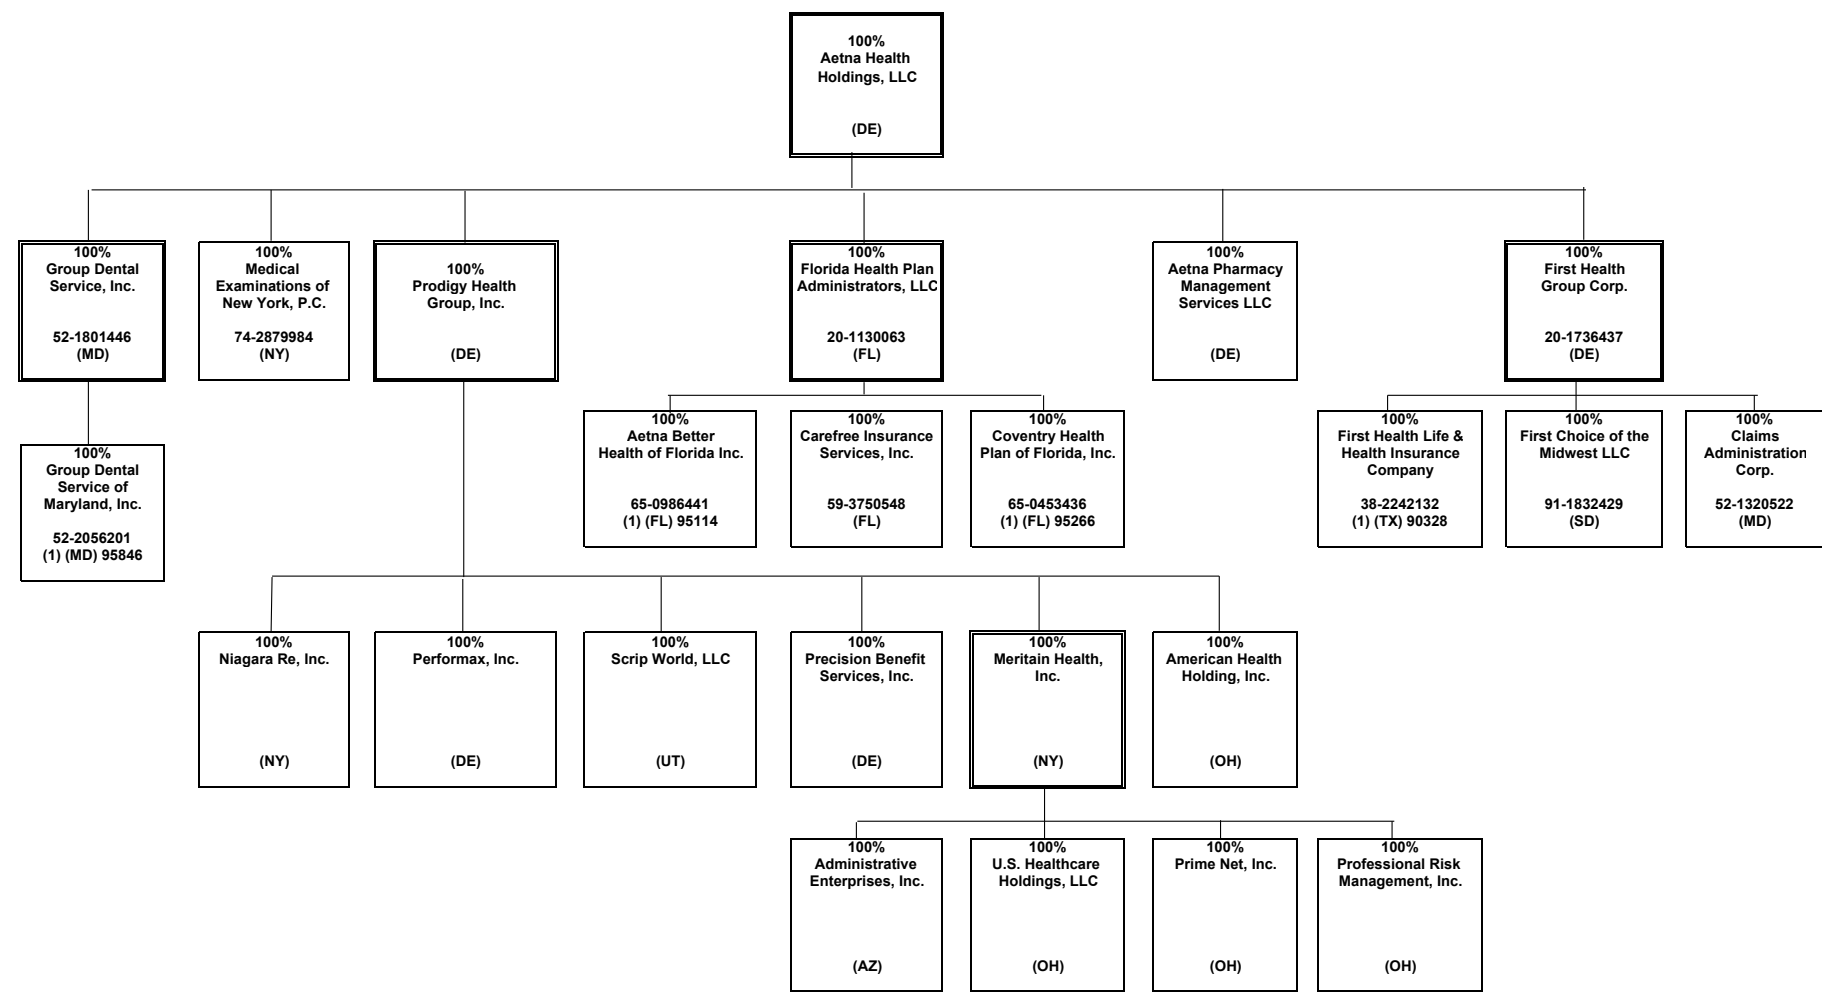 100%
Aetna Health
Holdings, LLC
(DE)
100%
Group Dental
Service, Inc.
52-1801446
(MD)
100%
Medical
Examinations of
New York, P.C.
74-2879984
(NY)
100%
Prodigy Health
Group, Inc.
(DE)
100%
Florida Health Plan
Administrators, LLC
20-1130063
(FL)
100%
Aetna Pharmacy
Management
Services LLC
(DE)
100%
First Health
Group Corp.
20-1736437
(DE)
100%
Group Dental
Service of
Maryland, Inc.
52-2056201
(1) (MD) 95846
100%
Aetna Better
Health of Florida Inc.
65-0986441
(1) (FL) 95114
100%
Carefree Insurance
Services, Inc.
59-3750548
(FL)
100%
Coventry Health
Plan of Florida, Inc.
65-0453436
(1) (FL) 95266
100%
First Health Life &
Health Insurance
Company
38-2242132
(1) (TX) 90328
100%
First Choice of the
Midwest LLC
91-1832429
(SD)
100%
Claims
Administration
Corp.
52-1320522
(MD)
100%
Niagara Re, Inc.
(NY)
100%
Performax, Inc.
(DE)
100%
Scrip World, LLC
(UT)
100%
Precision Benefit
Services, Inc.
(DE)
100%
Meritain Health,
Inc.
(NY)
100%
American Health
Holding, Inc.
(OH)
100%
Administrative
Enterprises, Inc.
(AZ)
100%
U.S. Healthcare
Holdings, LLC
(OH)
100%
Prime Net, Inc.
(OH)
100%
Professional Risk
Management, Inc.
(OH)